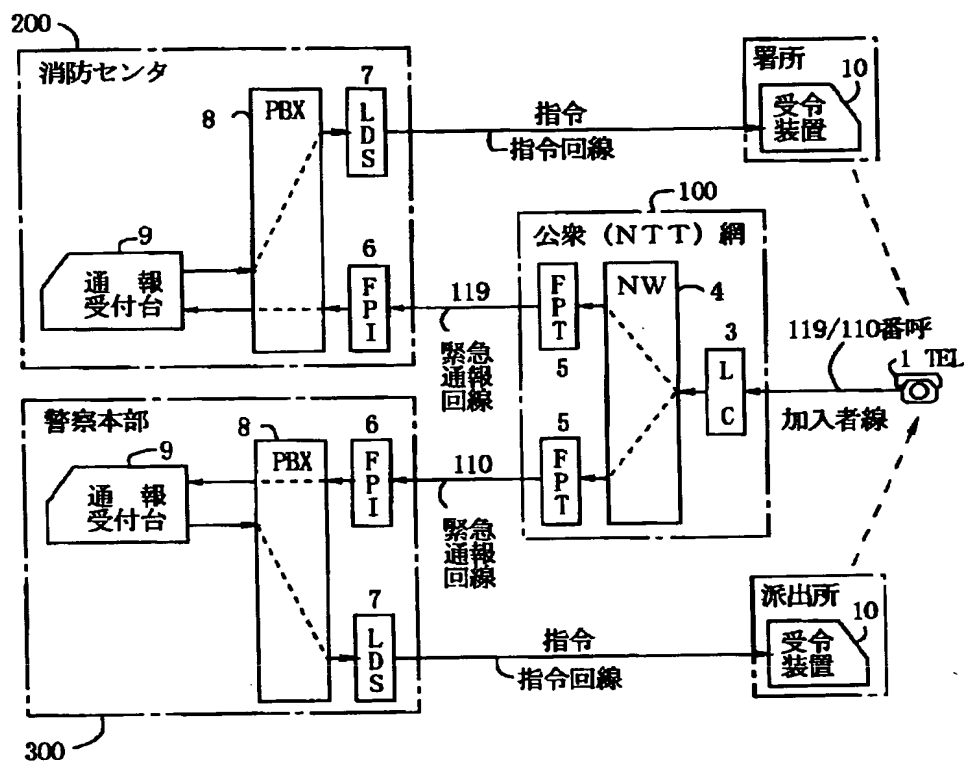 200
消防センタ
7
8
PBX
LDS
指令
指令回線
署所
10
受令
装置
100
公衆（NTT）網
9
通　報
受付台
6
FPI
119
緊急
通報
回線
FPT
5
NW
4
3
LC
119/110番呼
1 TEL
加入者線
警察本部
8
9
PBX
6
FPI
通　報
受付台
110
緊急
通報
回線
5
FPT
7
LDS
指令
指令回線
派出所
10
受令
装置
300